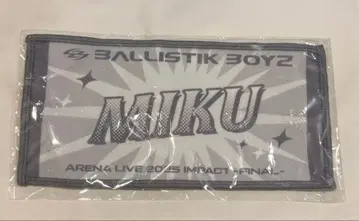 BALLISTIK BOYZ
MIKU
ARENA LIVE 2025 IMPACT -FINAL-